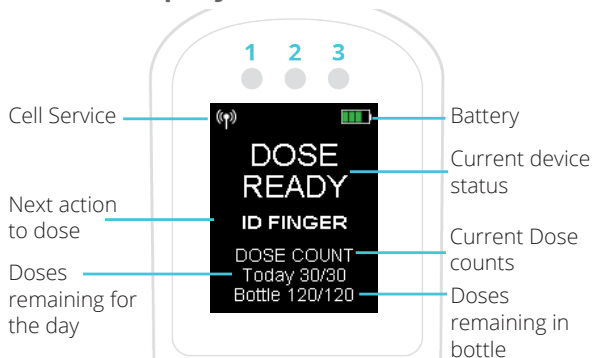 1 2 3
Cell Service
Battery
DOSE
READY
Current device
status
Next action
to dose
ID FINGER
DOSE COUNT
Today 30/30
Bottle 120/120
Current Dose
counts
Doses
remaining for
the day
Doses
remaining in
bottle